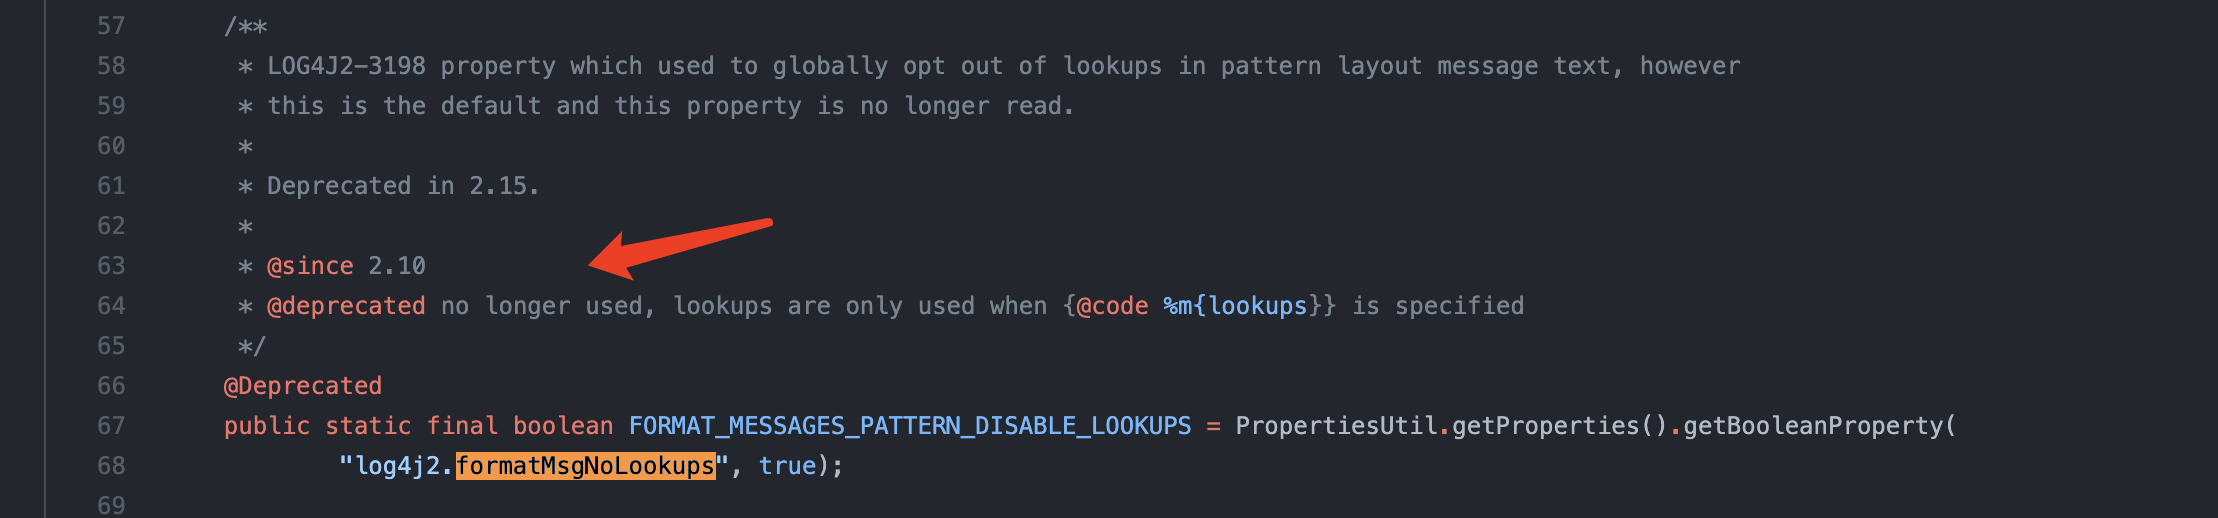 57 /**
58 * LOG4J2-3198 property which used to globally opt out of lookups in pattern layout message text, however
59 * this is the default and this property is no longer read.
60 *
61 * Deprecated in 2.15.
62 *
63 * @since 2.10
64 * @deprecated no longer used, lookups are only used when {@code %m{lookups}} is specified
65 */
66 @Deprecated
67 public static final boolean FORMAT_MESSAGES_PATTERN_DISABLE_LOOKUPS = PropertiesUtil.getProperties().getBooleanProperty(
68 "log4j2.formatMsgNoLookups", true);
69